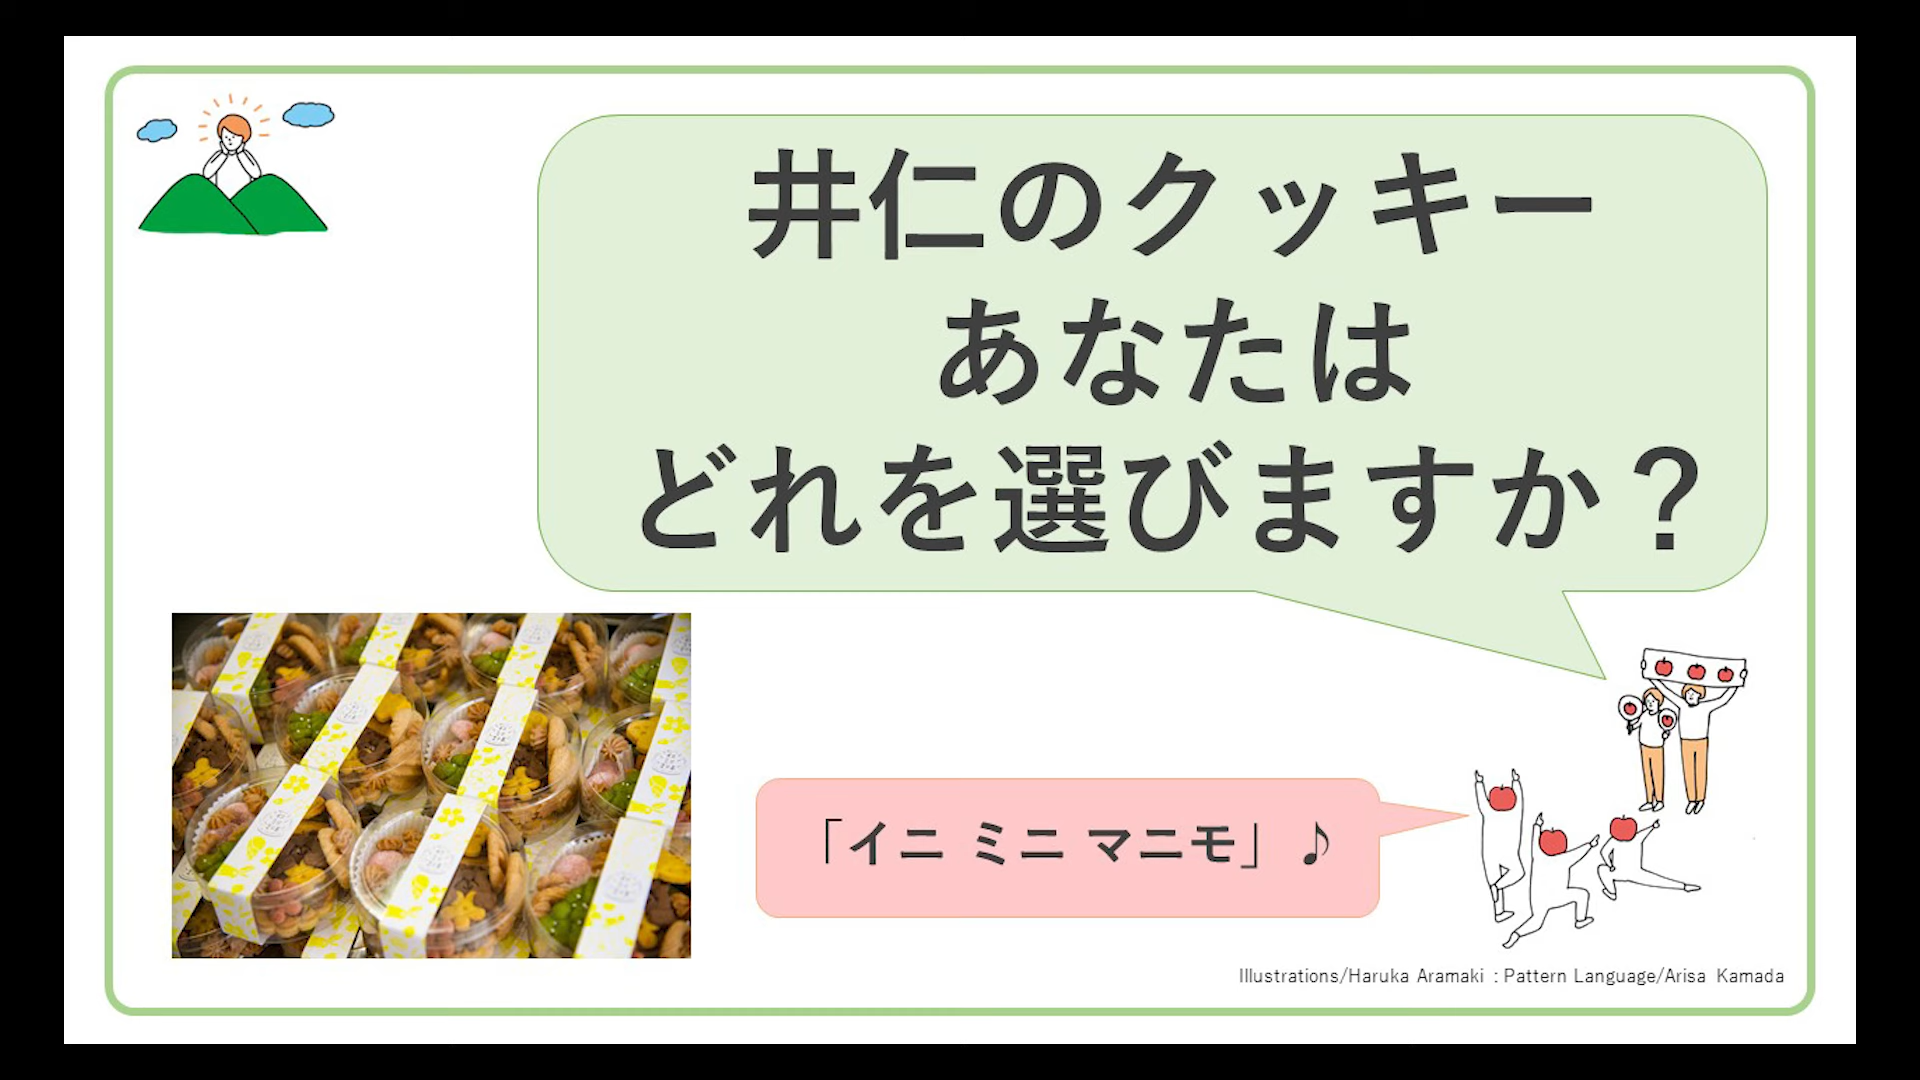 井仁のクッキー
あなたは
どれを選びますか？
「イニ ミニ マニモ」♪
Illustrations/Haruka Aramaki : Pattern Language/Arisa Kamada